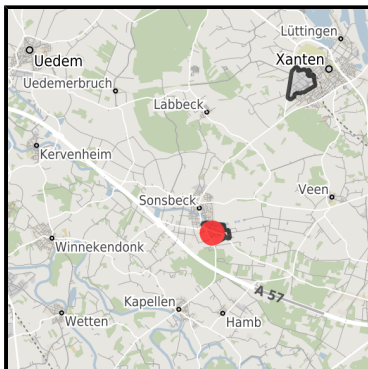 Lüttingen
Uedem
Xanten
Uedemerbruch
Labbeck
Kervenheim
Veen
Sonsbeck
Winnekendonk
A 57
Kapellen
Wetten
Hamb